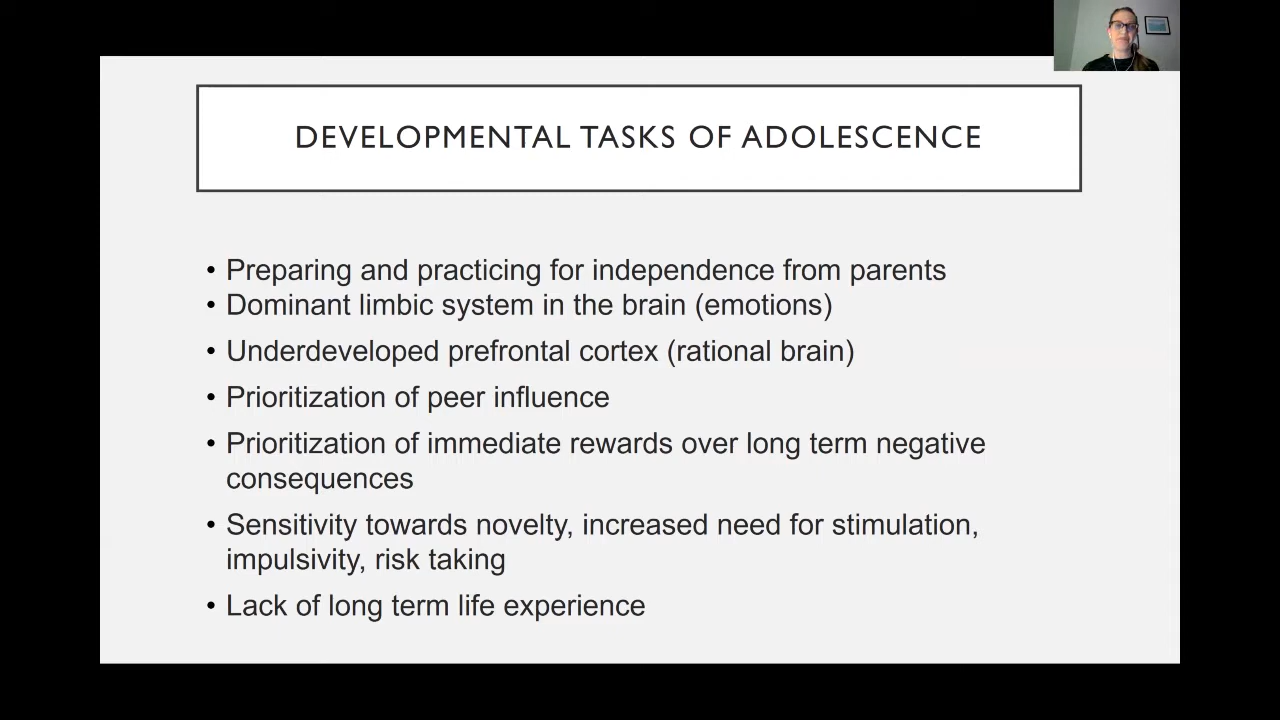 DEVELOPMENTAL TASKS OF ADOLESCENCE
• Preparing and practicing for independence from parents
• Dominant limbic system in the brain (emotions)
• Underdeveloped prefrontal cortex (rational brain)
• Prioritization of peer influence
• Prioritization of immediate rewards over long term negative
consequences
• Sensitivity towards novelty, increased need for stimulation,
impulsivity, risk taking
• Lack of long term life experience